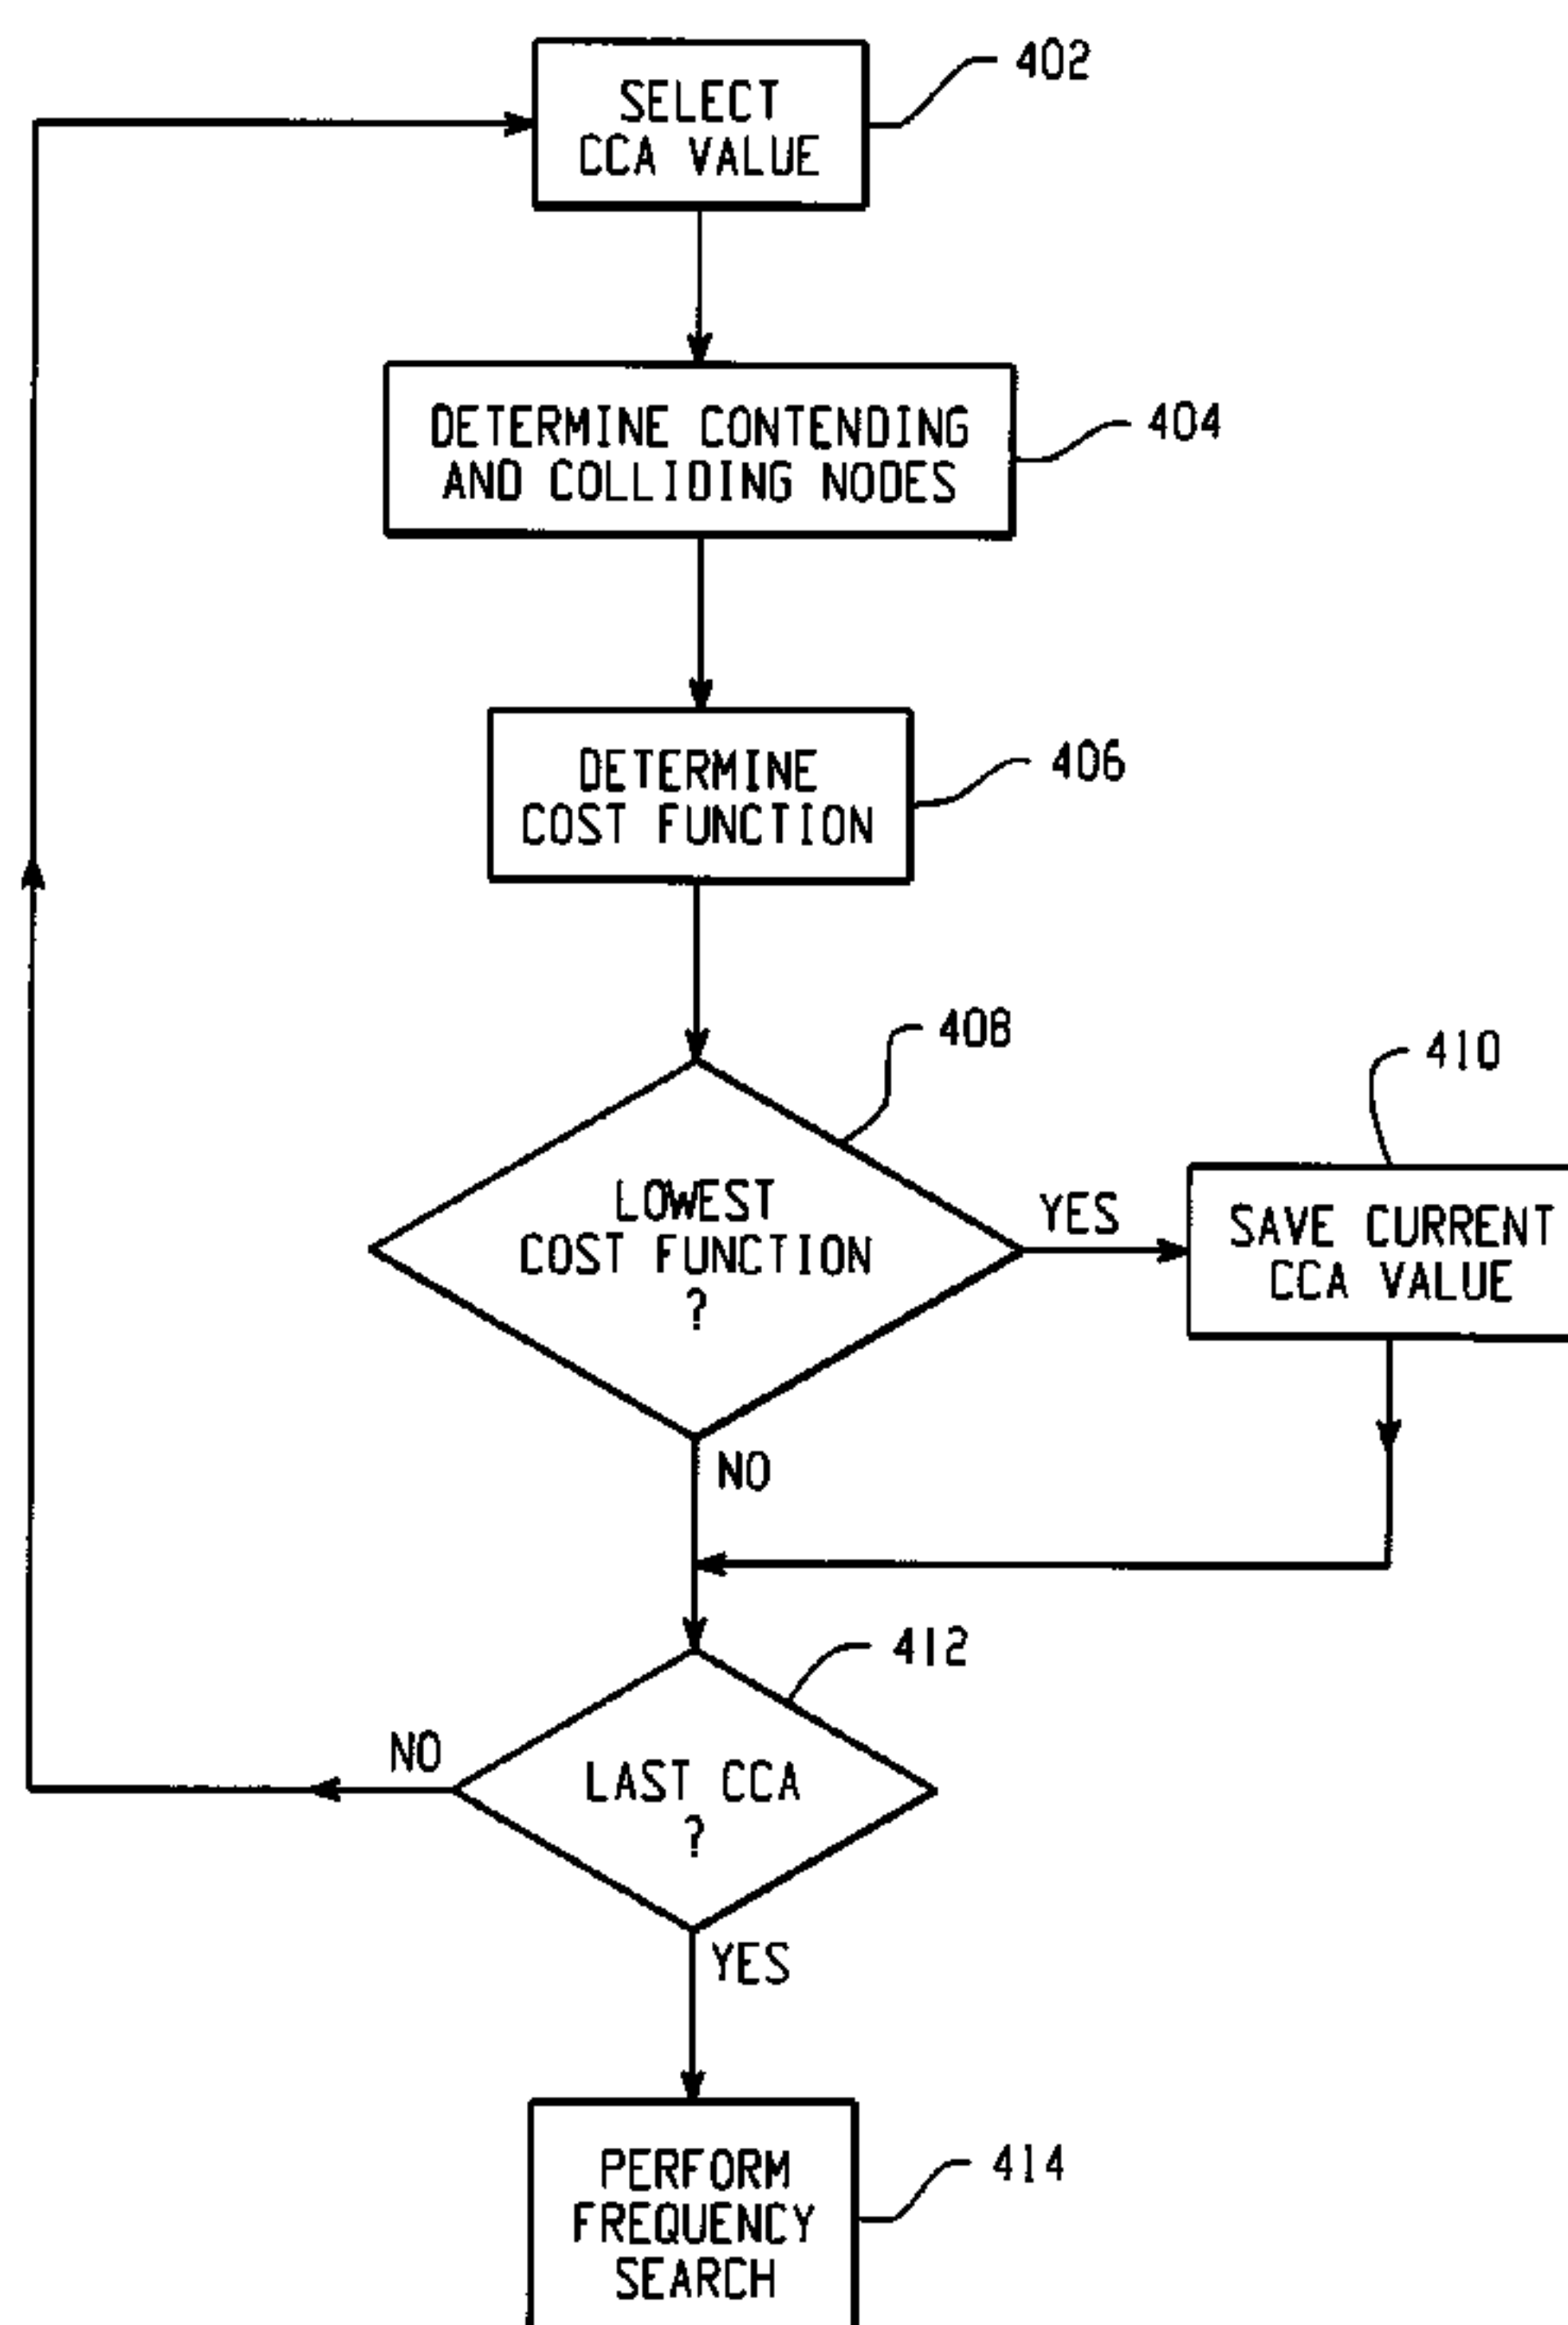 402
SELECT
CCA VALUE
DETERMINE CONTENDING
AND COLLIDING NODES
404
DETERMINE
COST FUNCTION
406
408
LOWEST
COST FUNCTION
?
YES
410
SAVE CURRENT
CCA VALUE
NO
412
LAST CCA
?
NO
YES
PERFORM
FREQUENCY
SEARCH
414